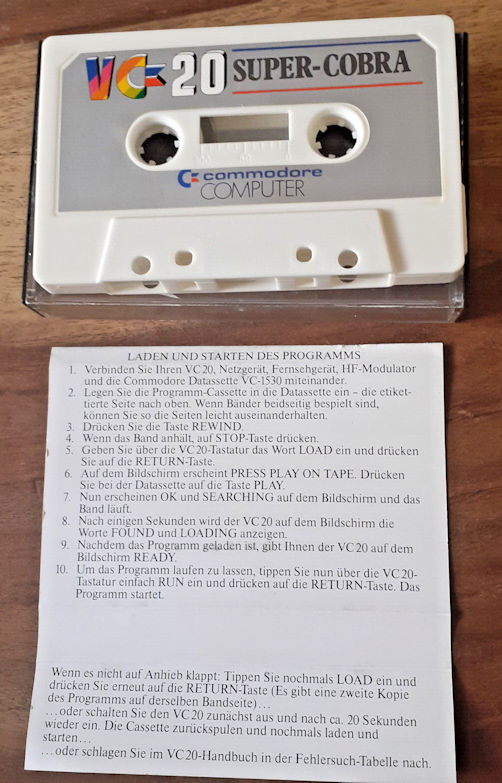 VC-20 SUPER-COBRA
100 50 0
commodore
COMPUTER
LADEN UND STARTEN DES PROGRAMMS
1. Verbinden Sie Ihren VC20, Netzgerät, Fernsehgerät, HF-Modulator
und die Commodore Datassette VC-1530 miteinander.
2. Legen Sie die Programm-Cassette in die Datassette ein – die etiket-
tierte Seite nach oben. Wenn Bänder beidseitig bespielt sind,
können Sie so die Seiten leicht auseinanderhalten.
3. Drücken Sie die Taste REWIND.
4. Wenn das Band anhält, auf STOP-Taste drücken.
5. Geben Sie über die VC20-Tastatur das Wort LOAD ein und drücken
Sie auf die RETURN-Taste.
6. Auf dem Bildschirm erscheint PRESS PLAY ON TAPE. Drücken
Sie bei der Datassette auf die Taste PLAY.
7. Nun erscheinen OK und SEARCHING auf dem Bildschirm und das
Band läuft.
8. Nach einigen Sekunden wird der VC20 auf dem Bildschirm die
Worte FOUND und LOADING anzeigen.
9. Nachdem das Programm geladen ist, gibt Ihnen der VC20 auf dem
Bildschirm READY.
10. Um das Programm laufen zu lassen, tippen Sie nun über die VC20-
Tastatur einfach RUN ein und drücken auf die RETURN-Taste. Das
Programm startet.
Wenn es nicht auf Anhieb klappt: Tippen Sie nochmals LOAD ein und
drücken Sie erneut auf die RETURN-Taste (Es gibt eine zweite Kopie
des Programms auf derselben Bandseite)...
...oder schalten Sie den VC20 zunächst aus und nach ca. 20 Sekunden
wieder ein. Die Cassette zurückspulen und nochmals laden und
starten...
...oder schlagen Sie im VC20-Handbuch in der Fehlersuch-Tabelle nach.